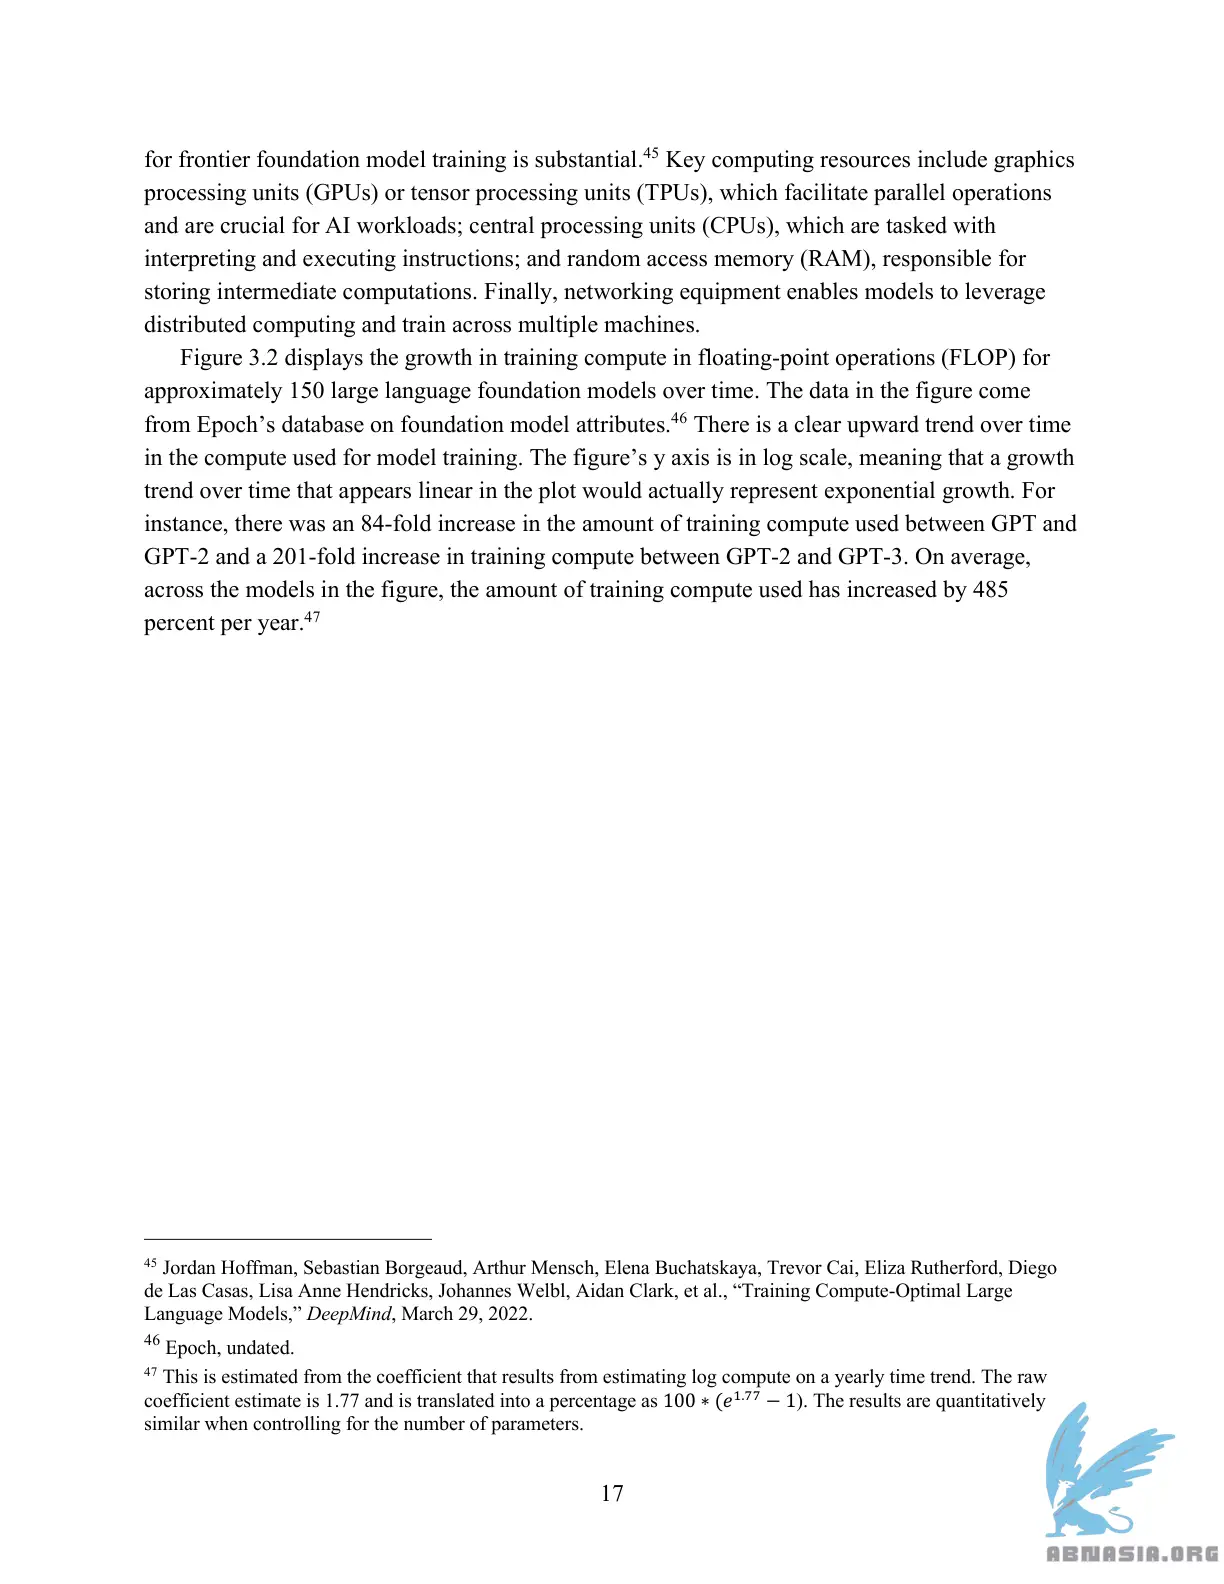 for frontier foundation model training is substantial.45 Key computing resources include graphics
processing units (GPUs) or tensor processing units (TPUs), which facilitate parallel operations
and are crucial for AI workloads; central processing units (CPUs), which are tasked with
interpreting and executing instructions; and random access memory (RAM), responsible for
storing intermediate computations. Finally, networking equipment enables models to leverage
distributed computing and train across multiple machines.
Figure 3.2 displays the growth in training compute in floating-point operations (FLOP) for
approximately 150 large language foundation models over time. The data in the figure come
from Epoch’s database on foundation model attributes.46 There is a clear upward trend over time
in the compute used for model training. The figure’s y axis is in log scale, meaning that a growth
trend over time that appears linear in the plot would actually represent exponential growth. For
instance, there was an 84-fold increase in the amount of training compute used between GPT and
GPT-2 and a 201-fold increase in training compute between GPT-2 and GPT-3. On average,
across the models in the figure, the amount of training compute used has increased by 485
percent per year.47
45 Jordan Hoffman, Sebastian Borgeaud, Arthur Mensch, Elena Buchatskaya, Trevor Cai, Eliza Rutherford, Diego
de Las Casas, Lisa Anne Hendricks, Johannes Welbl, Aidan Clark, et al., “Training Compute-Optimal Large
Language Models,” DeepMind, March 29, 2022.
46 Epoch, undated.
47 This is estimated from the coefficient that results from estimating log compute on a yearly time trend. The raw
coefficient estimate is 1.77 and is translated into a percentage as 100 ∗ (e^1.77 − 1). The results are quantitatively
similar when controlling for the number of parameters.
17
ABNASIA.ORG